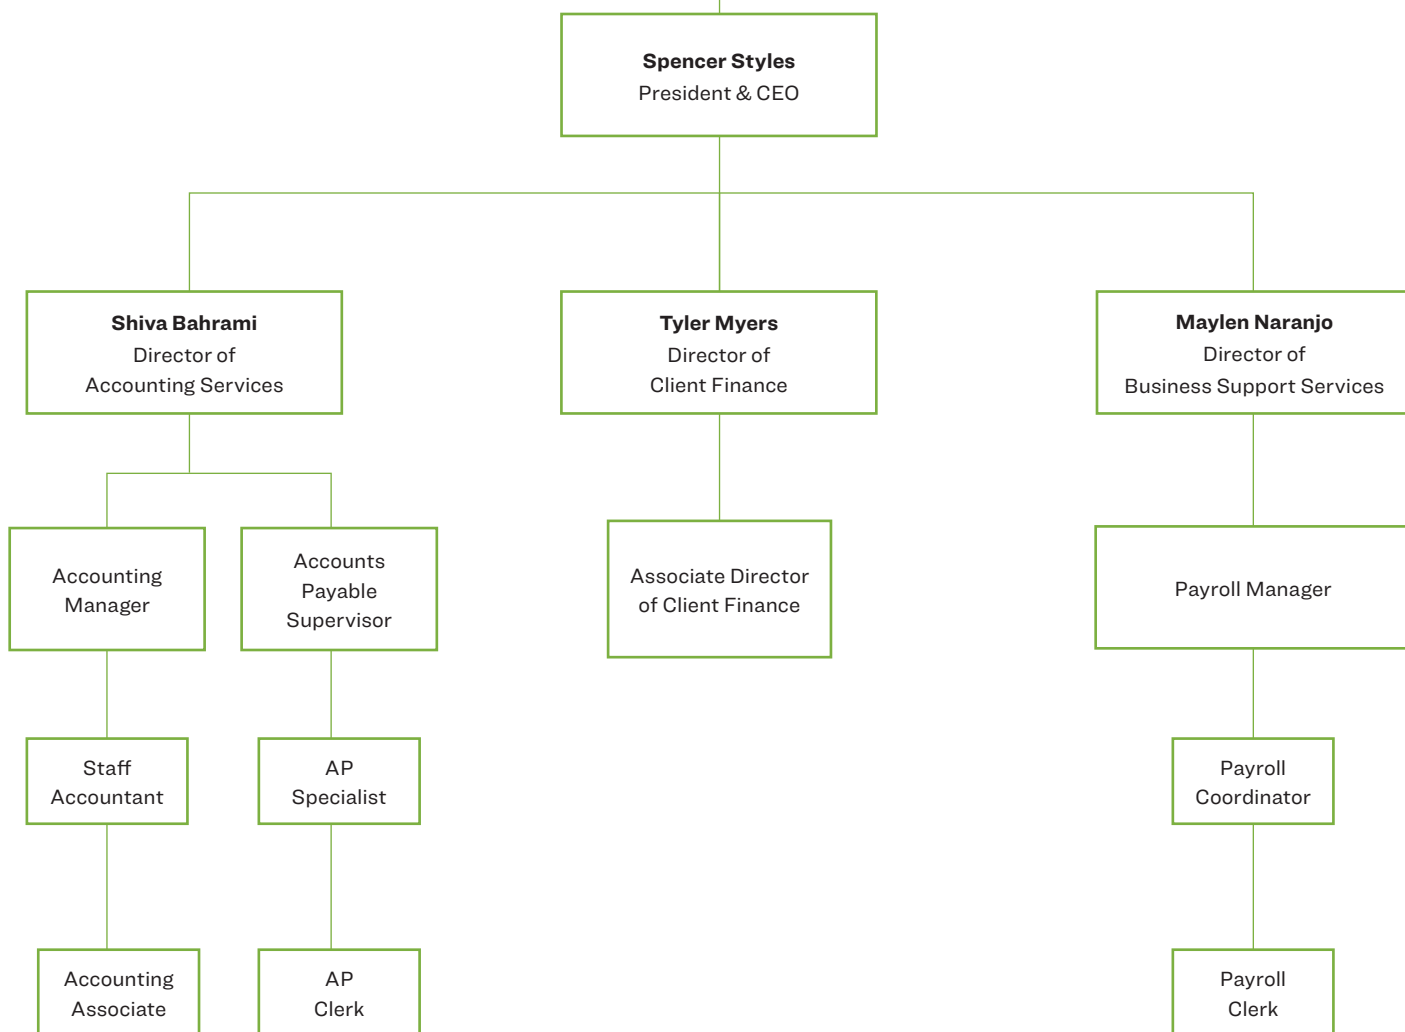 Spencer Styles
President & CEO
Shiva Bahrami
Director of
Accounting Services
Tyler Myers
Director of
Client Finance
Maylen Naranjo
Director of
Business Support Services
Accounting
Manager
Accounts
Payable
Supervisor
Associate Director
of Client Finance
Payroll Manager
Staff
Accountant
AP
Specialist
Payroll
Coordinator
Accounting
Associate
AP
Clerk
Payroll
Clerk